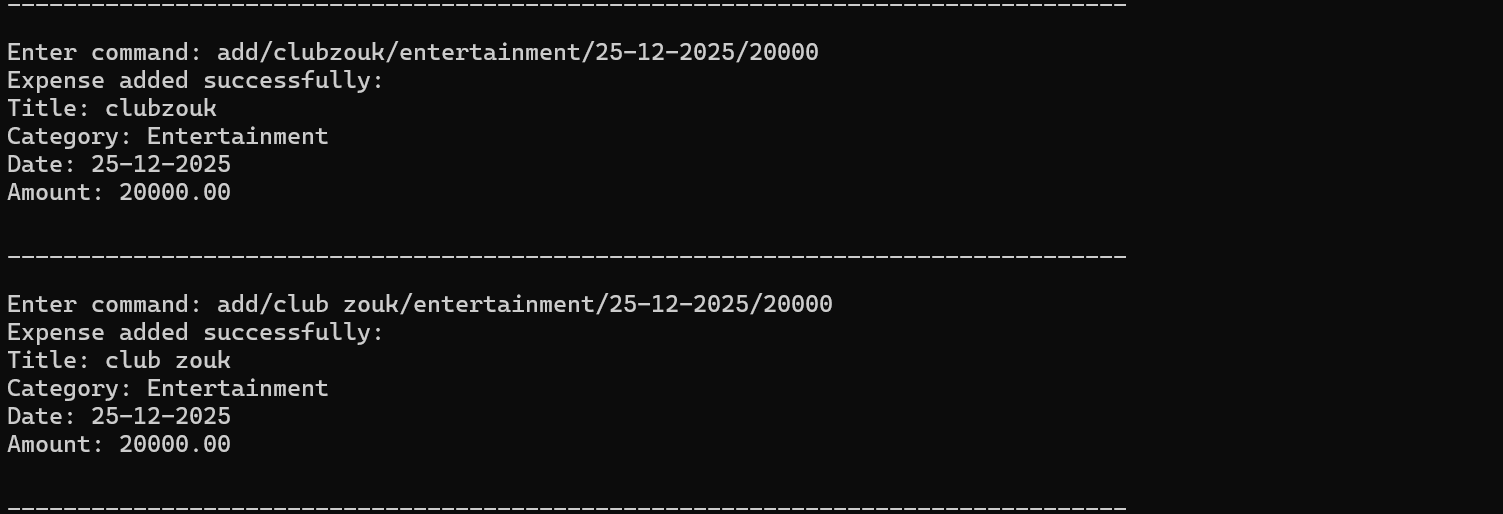 --------------------------------------------------------------------------------
Enter command: add/clubzouk/entertainment/25-12-2025/20000
Expense added successfully:
Title: clubzouk
Category: Entertainment
Date: 25-12-2025
Amount: 20000.00
--------------------------------------------------------------------------------
Enter command: add/club zouk/entertainment/25-12-2025/20000
Expense added successfully:
Title: club zouk
Category: Entertainment
Date: 25-12-2025
Amount: 20000.00
--------------------------------------------------------------------------------